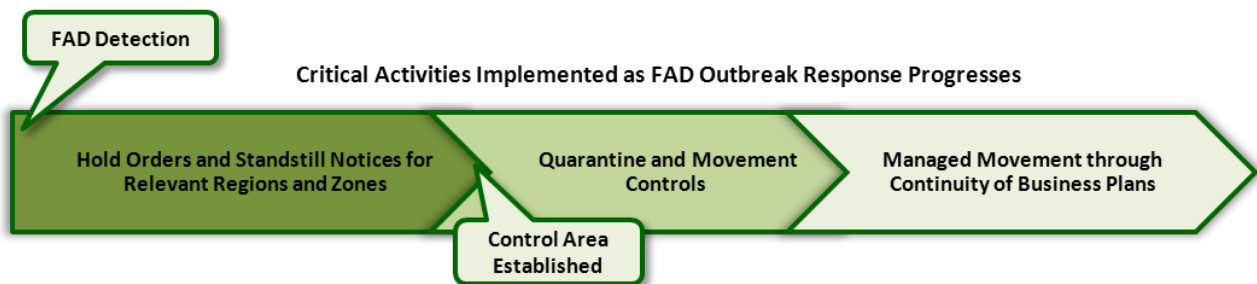 FAD Detection
Critical Activities Implemented as FAD Outbreak Response Progresses
Hold Orders and Standstill Notices for
Relevant Regions and Zones
Quarantine and Movement
Controls
Managed Movement through
Continuity of Business Plans
Control Area
Established